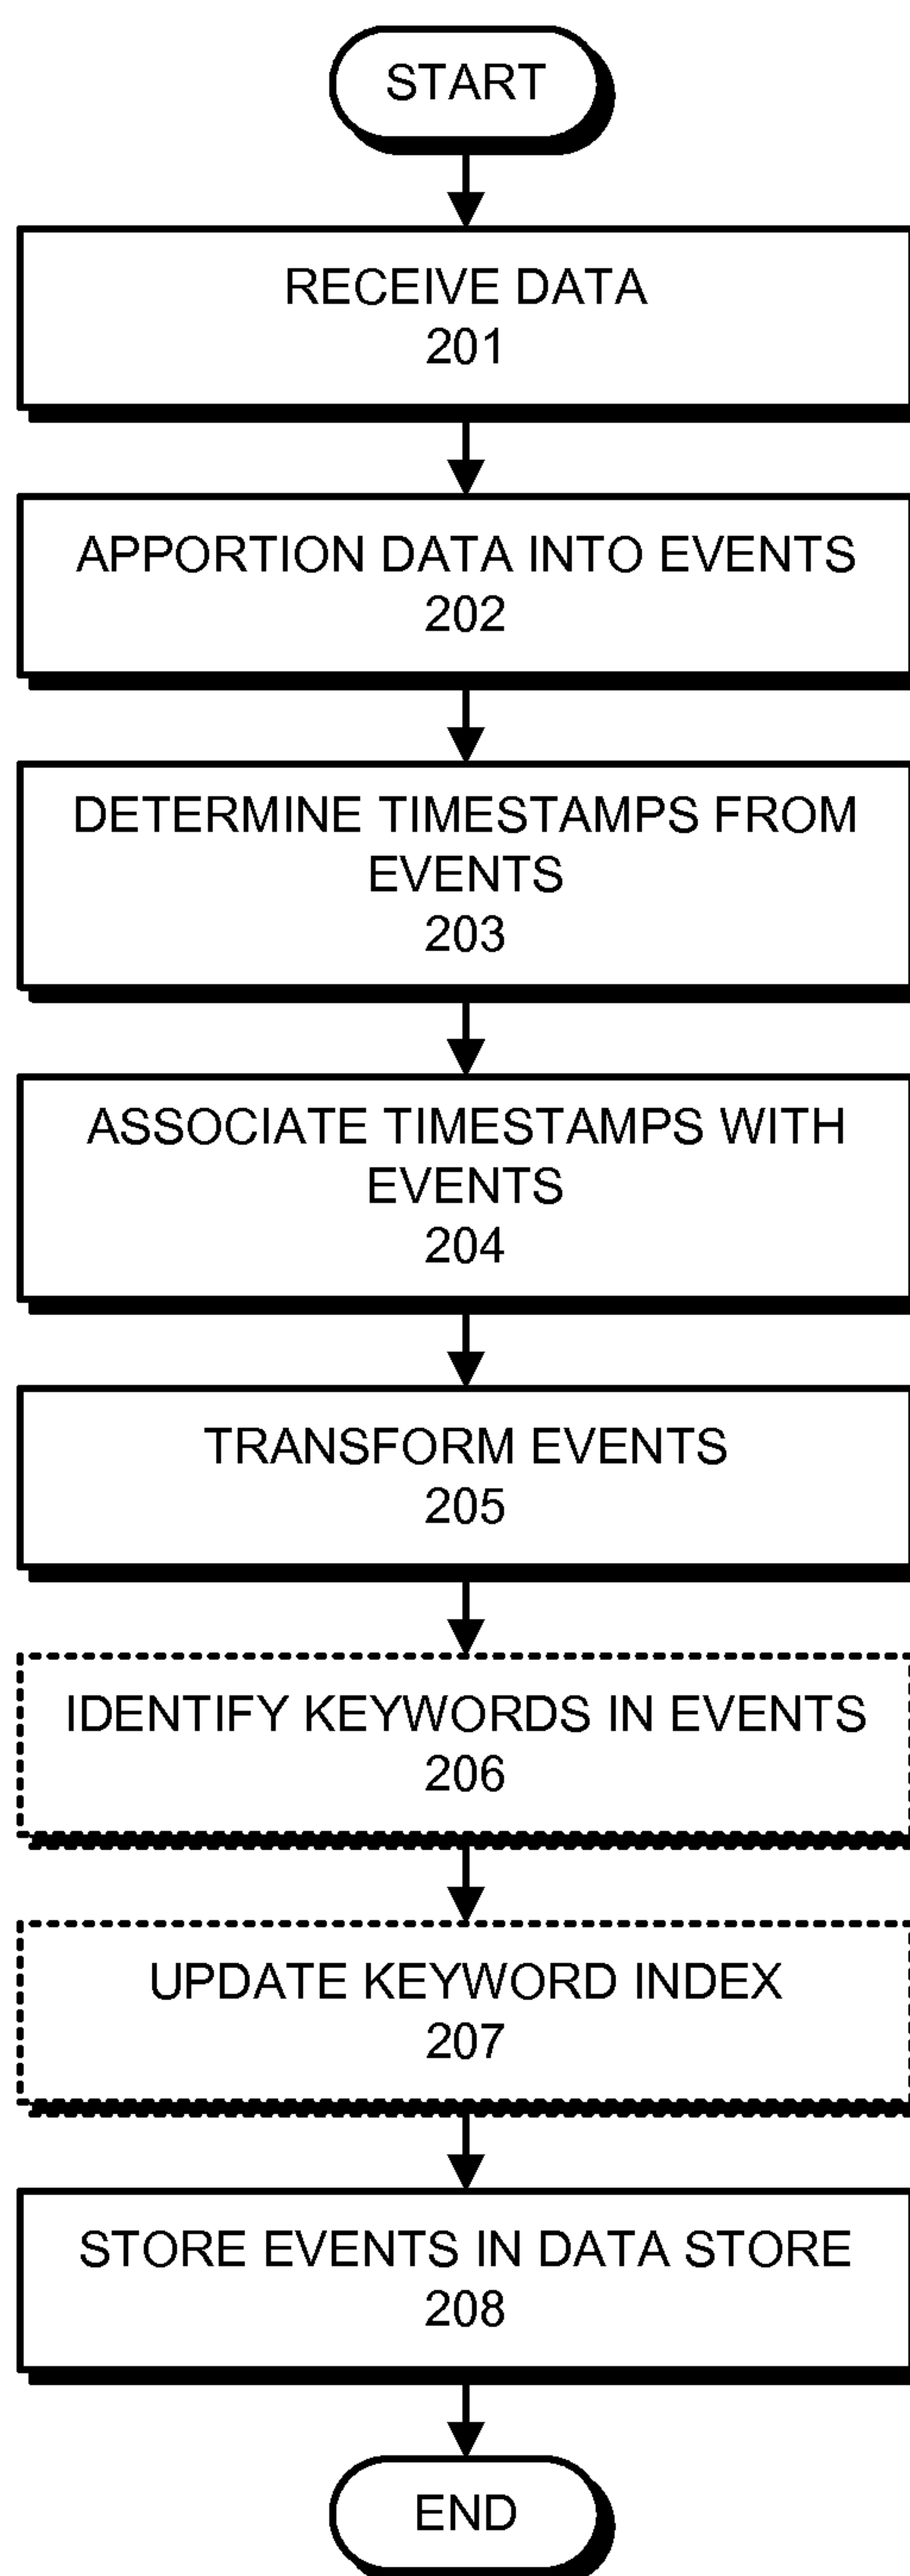 START
RECEIVE DATA
201
APPORTION DATA INTO EVENTS
202
DETERMINE TIMESTAMPS FROM
EVENTS
203
ASSOCIATE TIMESTAMPS WITH
EVENTS
204
TRANSFORM EVENTS
205
IDENTIFY KEYWORDS IN EVENTS
206
UPDATE KEYWORD INDEX
207
STORE EVENTS IN DATA STORE
208
END